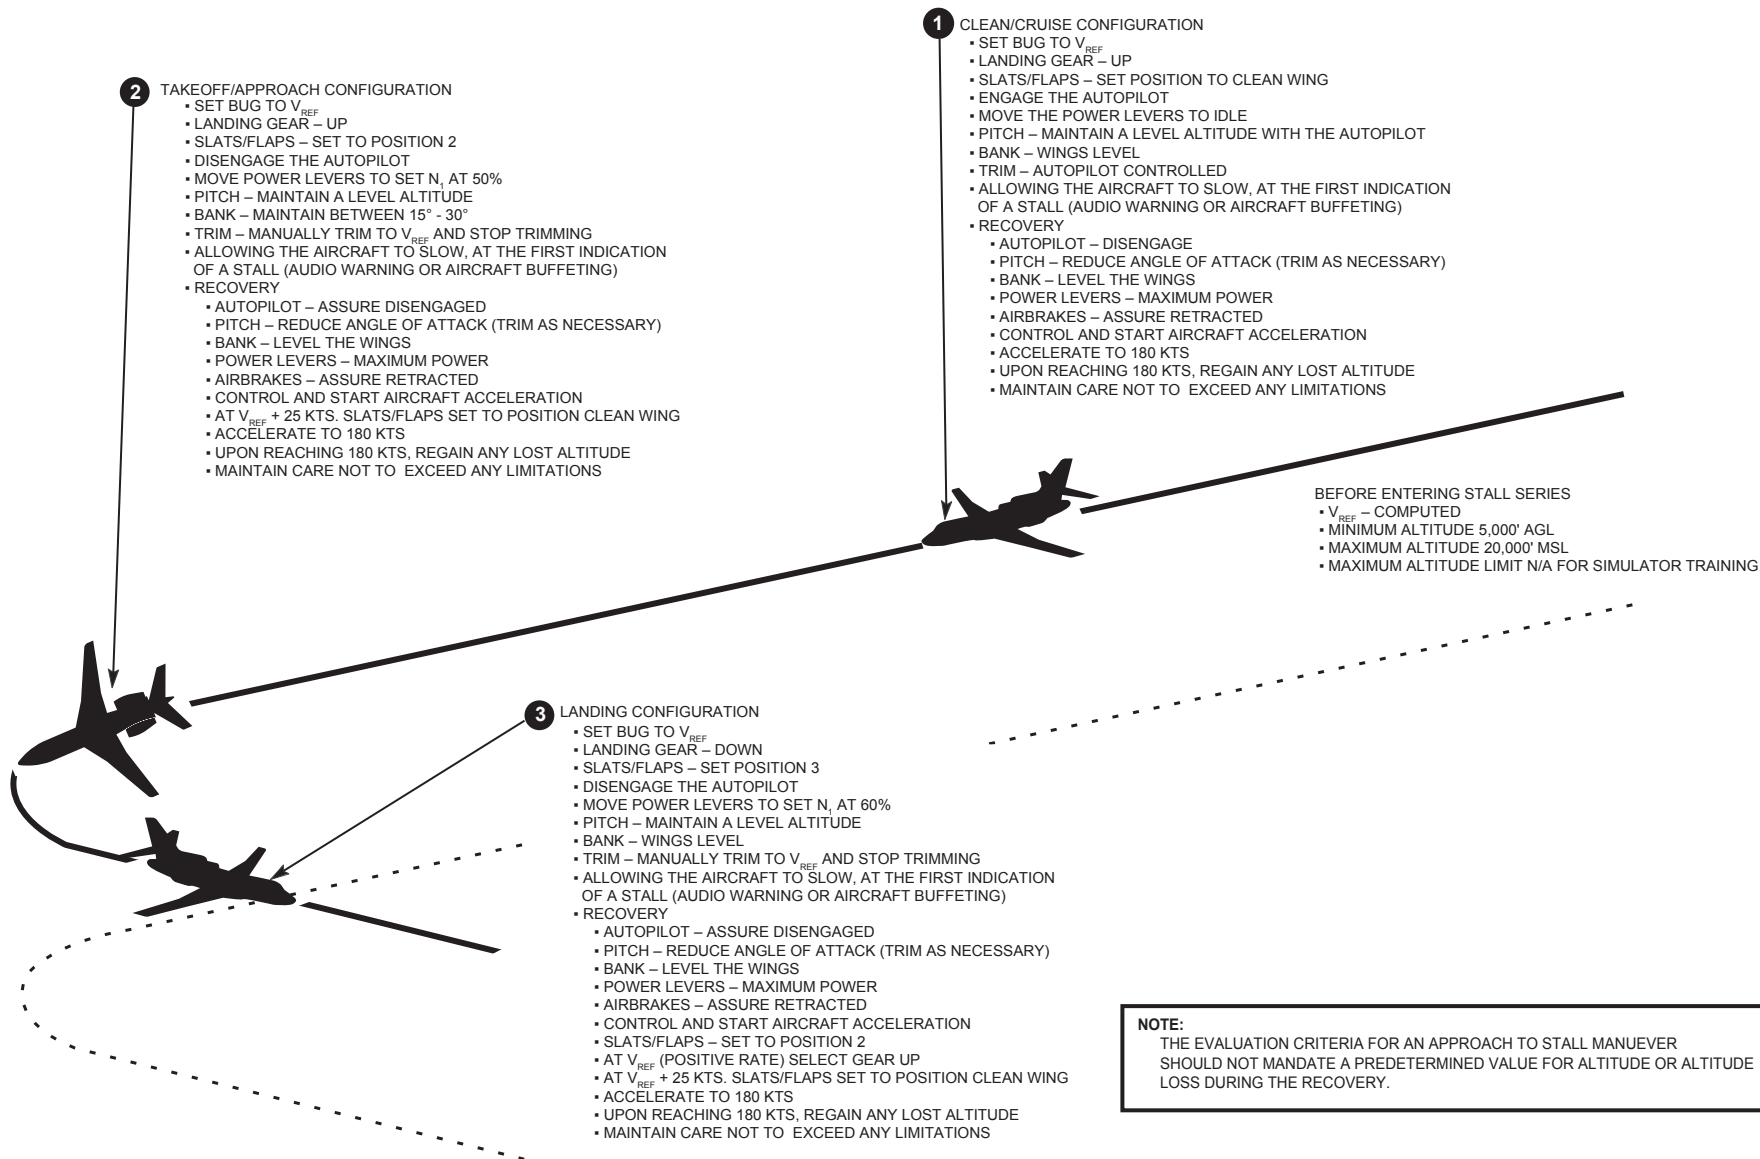 1 CLEAN/CRUISE CONFIGURATION
▪ SET BUG TO VREF
▪ LANDING GEAR – UP
▪ SLATS/FLAPS – SET POSITION TO CLEAN WING
▪ ENGAGE THE AUTOPILOT
▪ MOVE THE POWER LEVERS TO IDLE
▪ PITCH – MAINTAIN A LEVEL ALTITUDE WITH THE AUTOPILOT
▪ BANK – WINGS LEVEL
▪ TRIM – AUTOPILOT CONTROLLED
▪ ALLOWING THE AIRCRAFT TO SLOW, AT THE FIRST INDICATION
OF A STALL (AUDIO WARNING OR AIRCRAFT BUFFETING)
▪ RECOVERY
▪ AUTOPILOT – DISENGAGE
▪ PITCH – REDUCE ANGLE OF ATTACK (TRIM AS NECESSARY)
▪ BANK – LEVEL THE WINGS
▪ POWER LEVERS – MAXIMUM POWER
▪ AIRBRAKES – ASSURE RETRACTED
▪ CONTROL AND START AIRCRAFT ACCELERATION
▪ ACCELERATE TO 180 KTS
▪ UPON REACHING 180 KTS, REGAIN ANY LOST ALTITUDE
▪ MAINTAIN CARE NOT TO EXCEED ANY LIMITATIONS
2 TAKEOFF/APPROACH CONFIGURATION
▪ SET BUG TO VREF
▪ LANDING GEAR – UP
▪ SLATS/FLAPS – SET TO POSITION 2
▪ DISENGAGE THE AUTOPILOT
▪ MOVE POWER LEVERS TO SET N1 AT 50%
▪ PITCH – MAINTAIN A LEVEL ALTITUDE
▪ BANK – MAINTAIN BETWEEN 15° - 30°
▪ TRIM – MANUALLY TRIM TO VREF AND STOP TRIMMING
▪ ALLOWING THE AIRCRAFT TO SLOW, AT THE FIRST INDICATION
OF A STALL (AUDIO WARNING OR AIRCRAFT BUFFETING)
▪ RECOVERY
▪ AUTOPILOT – ASSURE DISENGAGED
▪ PITCH – REDUCE ANGLE OF ATTACK (TRIM AS NECESSARY)
▪ BANK – LEVEL THE WINGS
▪ POWER LEVERS – MAXIMUM POWER
▪ AIRBRAKES – ASSURE RETRACTED
▪ CONTROL AND START AIRCRAFT ACCELERATION
▪ AT VREF + 25 KTS. SLATS/FLAPS SET TO POSITION CLEAN WING
▪ ACCELERATE TO 180 KTS
▪ UPON REACHING 180 KTS, REGAIN ANY LOST ALTITUDE
▪ MAINTAIN CARE NOT TO EXCEED ANY LIMITATIONS
BEFORE ENTERING STALL SERIES
▪ VREF – COMPUTED
▪ MINIMUM ALTITUDE 5,000' AGL
▪ MAXIMUM ALTITUDE 20,000' MSL
▪ MAXIMUM ALTITUDE LIMIT N/A FOR SIMULATOR TRAINING
3 LANDING CONFIGURATION
▪ SET BUG TO VREF
▪ LANDING GEAR – DOWN
▪ SLATS/FLAPS – SET POSITION 3
▪ DISENGAGE THE AUTOPILOT
▪ MOVE POWER LEVERS TO SET N1 AT 60%
▪ PITCH – MAINTAIN A LEVEL ALTITUDE
▪ BANK – WINGS LEVEL
▪ TRIM – MANUALLY TRIM TO VREF AND STOP TRIMMING
▪ ALLOWING THE AIRCRAFT TO SLOW, AT THE FIRST INDICATION
OF A STALL (AUDIO WARNING OR AIRCRAFT BUFFETING)
▪ RECOVERY
▪ AUTOPILOT – ASSURE DISENGAGED
▪ PITCH – REDUCE ANGLE OF ATTACK (TRIM AS NECESSARY)
▪ BANK – LEVEL THE WINGS
▪ POWER LEVERS – MAXIMUM POWER
▪ AIRBRAKES – ASSURE RETRACTED
▪ CONTROL AND START AIRCRAFT ACCELERATION
▪ SLATS/FLAPS – SET TO POSITION 2
▪ AT VREF (POSITIVE RATE) SELECT GEAR UP
▪ AT VREF + 25 KTS. SLATS/FLAPS SET TO POSITION CLEAN WING
▪ ACCELERATE TO 180 KTS
▪ UPON REACHING 180 KTS, REGAIN ANY LOST ALTITUDE
▪ MAINTAIN CARE NOT TO EXCEED ANY LIMITATIONS
NOTE:
THE EVALUATION CRITERIA FOR AN APPROACH TO STALL MANUEVER
SHOULD NOT MANDATE A PREDETERMINED VALUE FOR ALTITUDE OR ALTITUDE
LOSS DURING THE RECOVERY.